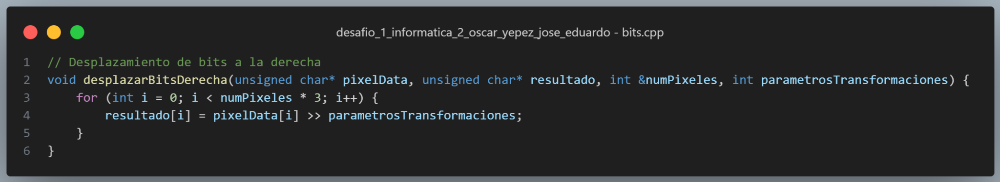 desafio_1_informatica_2_oscar_yepez_jose_eduardo - bits.cpp
1 // Desplazamiento de bits a la derecha
2 void desplazarBitsDerecha(unsigned char* pixelData, unsigned char* resultado, int &numPixeles, int parametrosTransformaciones) {
3     for (int i = 0; i < numPixeles * 3; i++) {
4         resultado[i] = pixelData[i] >> parametrosTransformaciones;
5     }
6 }